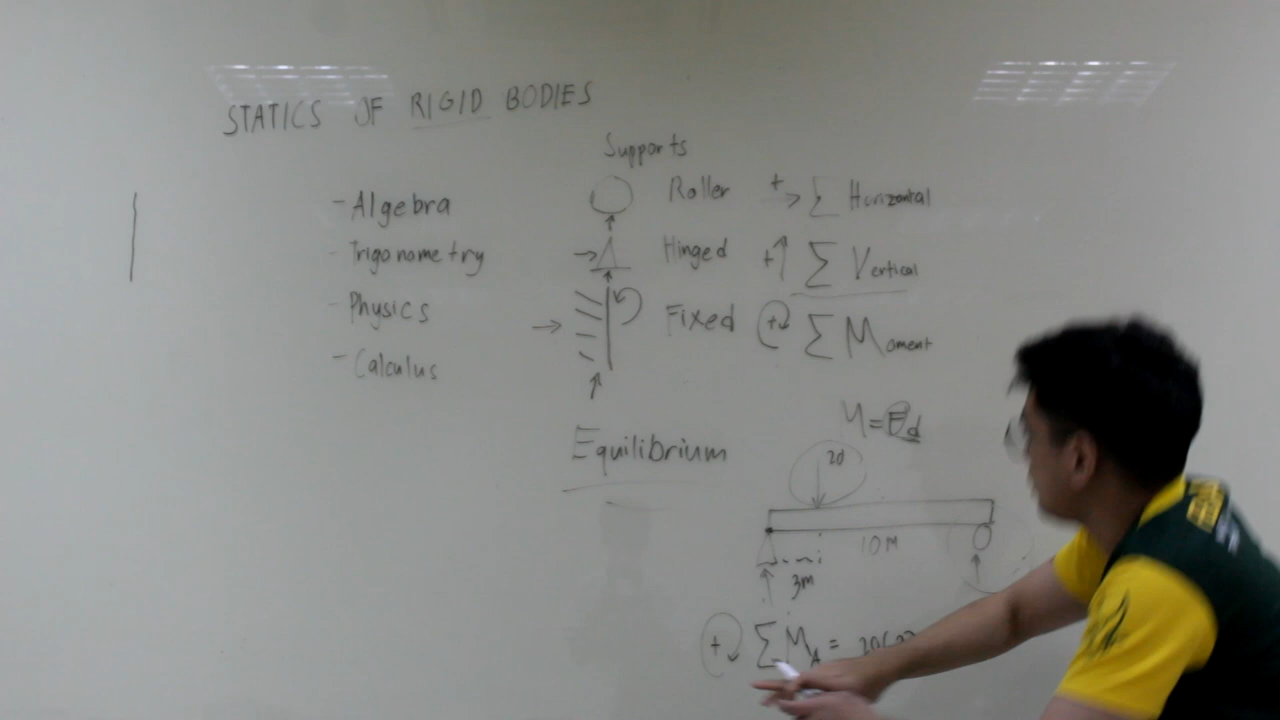 STATICS OF RIGID BODIES
Supports
- Algebra
- Trigonometry
- Physics
- Calculus
Roller
Hinged
Fixed
+ → Σ Horizontal
+↑ Σ Vertical
+ Σ Moment
Equilibrium
M = Fd
20
10M
3m
+ Σ M_A =